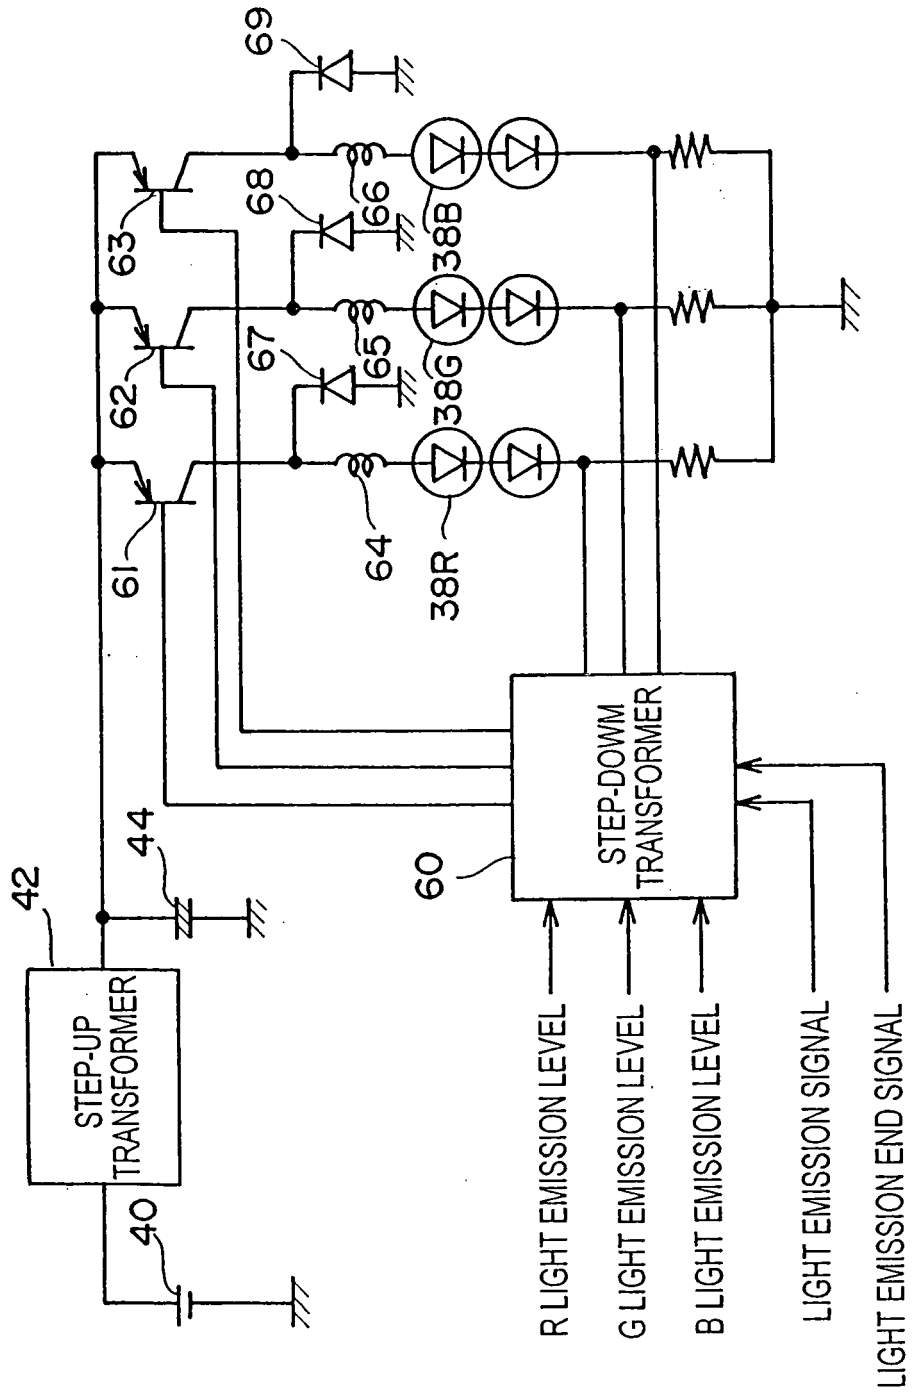 42
STEP-UP
TRANSFORMER
40
44
61
62
63
67
68
69
64
65
66
38R
38G
38B
60
STEP-DOWM
TRANSFORMER
R LIGHT EMISSION LEVEL
G LIGHT EMISSION LEVEL
B LIGHT EMISSION LEVEL
LIGHT EMISSION SIGNAL
LIGHT EMISSION END SIGNAL